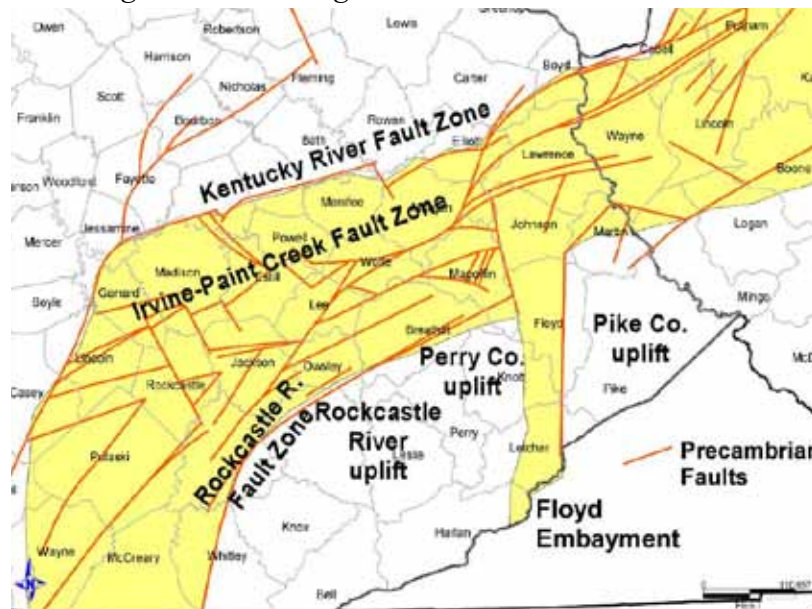 Robertson
Lewis
Owen
Harrison
Cabell
Putnam
Nicholas
Fleming
Boyd
Carter
Scott
Franklin
Bourbon
Rowan
Bath
Elliott
Wayne
Lincoln
Kentucky River Fault Zone
Woodford
Fayette
Lawrence
Boone
Menifee
Jessamine
Johnson
Logan
Mercer
Powell
Martin
Irvine-Paint Creek Fault Zone
Madison
Wolfe
Magoffin
Garrard
Boyle
Lee
Mingo
Floyd
Pike Co.
uplift
Breathitt
Lincoln
Jackson
Owsley
Perry Co.
uplift
Knott
Casey
Rockcastle
Pike
Rockcastle R.
Fault Zone
Rockcastle
River
uplift
Perry
Leslie
Letcher
Pulaski
Precambrian
Faults
Knox
Harlan
Floyd
Embayment
Wayne
McCreary
Whitley
Bell
N
0